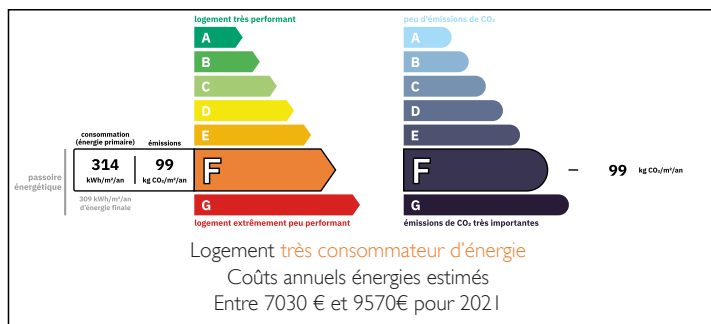 logement très performant
A
B
C
D
E
consommation
(énergie primaire)
émissions
314
kWh/m²/an
99
kg CO₂/m²/an
F
passoire
énergétique
309 kWh/m²/an
d'énergie finale
G
logement extrêmement peu performant
peu d'émissions de CO₂
A
B
C
D
E
F
99 kg CO₂/m²/an
G
émissions de CO₂ très importantes
Logement très consommateur d'énergie
Coûts annuels énergies estimés
Entre 7030 € et 9570€ pour 2021